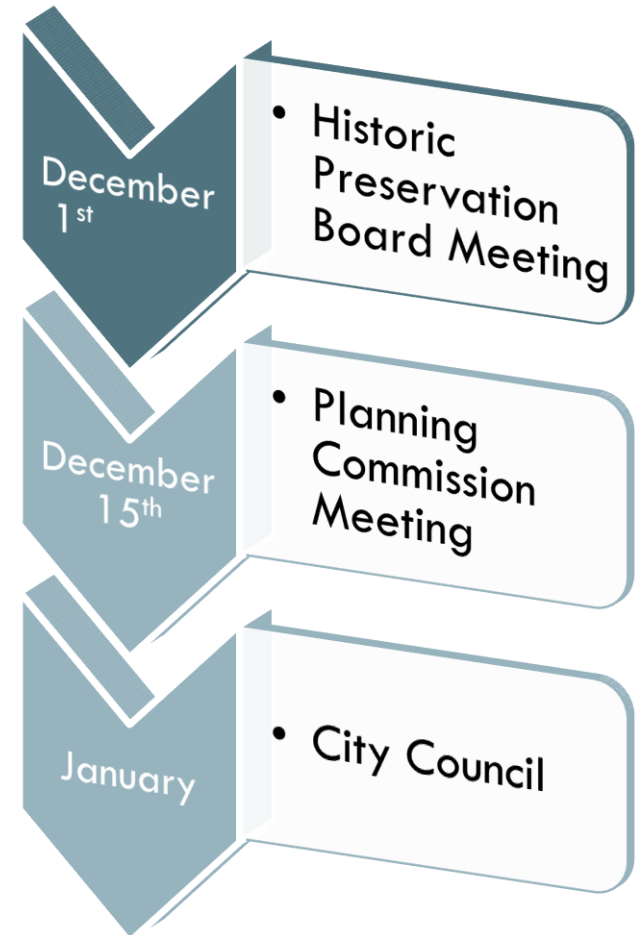 December
1st
• Historic
Preservation
Board Meeting
December
15th
• Planning
Commission
Meeting
January
• City Council